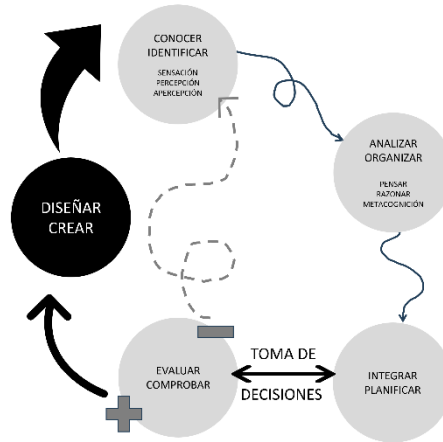 CONOCER
IDENTIFICAR
SENSACIÓN
PERCEPCIÓN
APERCEPCIÓN
ANALIZAR
ORGANIZAR
PENSAR
RAZONAR
METACOGNICIÓN
DISEÑAR
CREAR
EVALUAR
COMPROBAR
TOMA DE
DECISIONES
INTEGRAR
PLANIFICAR